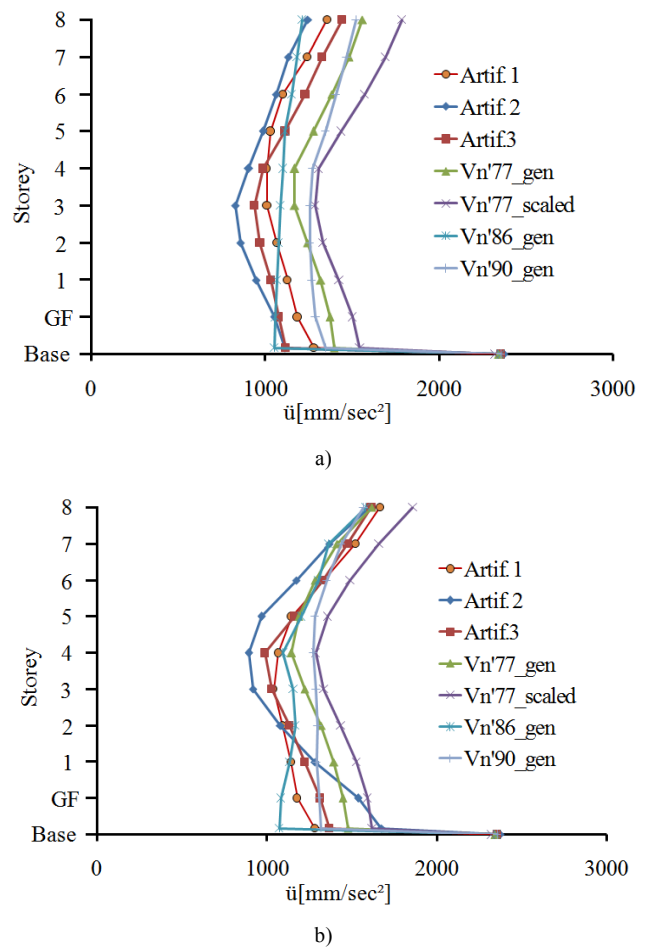 8
7
6
5
4
3
2
1
GF
Base
Storey
0
1000
2000
3000
ü[mm/sec²]
Artif. 1
Artif. 2
Artif.3
Vn'77_gen
Vn'77_scaled
Vn'86_gen
Vn'90_gen
a)
8
7
6
5
4
3
2
1
GF
Base
Storey
0
1000
2000
3000
ü[mm/sec²]
Artif. 1
Artif. 2
Artif.3
Vn'77_gen
Vn'77_scaled
Vn'86_gen
Vn'90_gen
b)